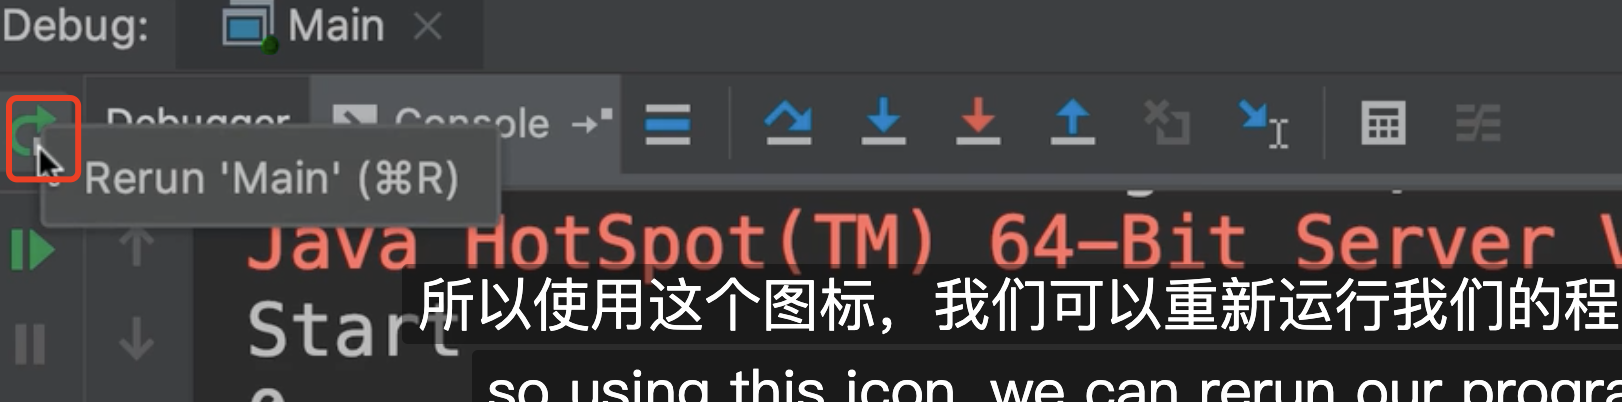 Debug: Main
Debugger Console
Rerun 'Main' (⌘R)
Java HotSpot(TM) 64-Bit Server
Start
所以使用这个图标，我们可以重新运行我们的程
so using this icon, we can rerun our progra